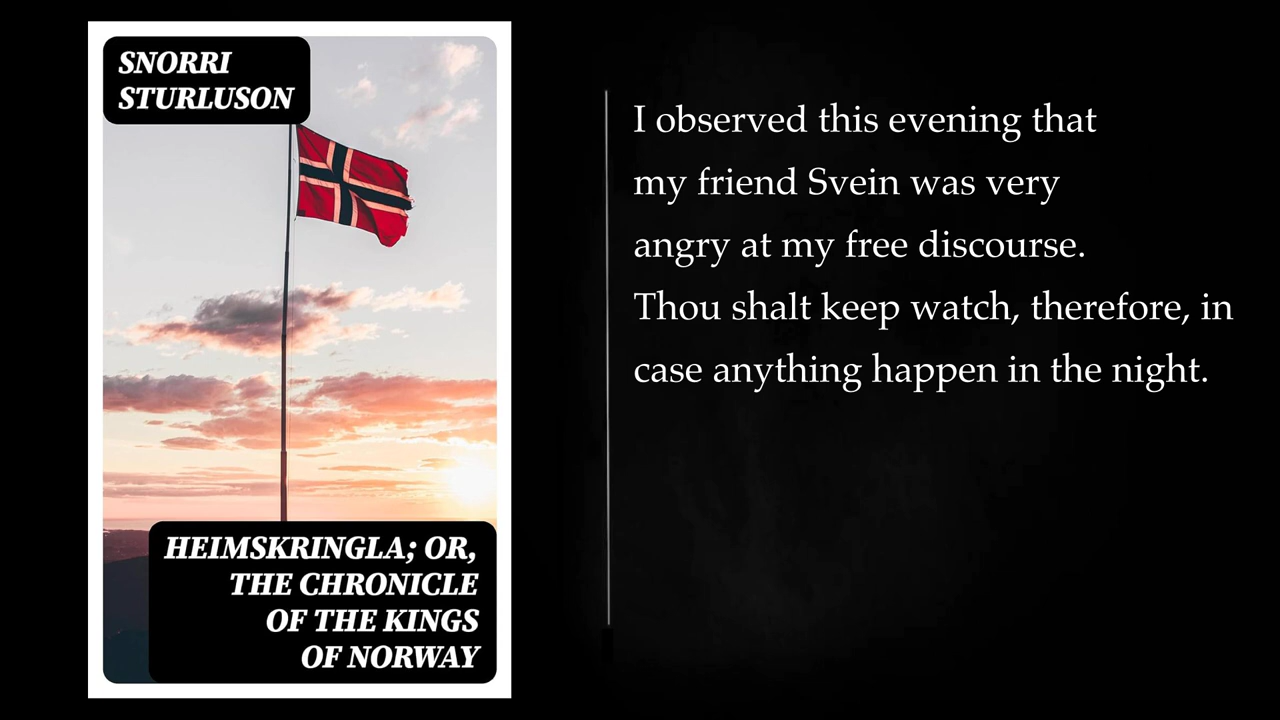 SNORRI
STURLUSON
HEIMSKRINGLA; OR,
THE CHRONICLE
OF THE KINGS
OF NORWAY
I observed this evening that
my friend Svein was very
angry at my free discourse.
Thou shalt keep watch, therefore, in
case anything happen in the night.